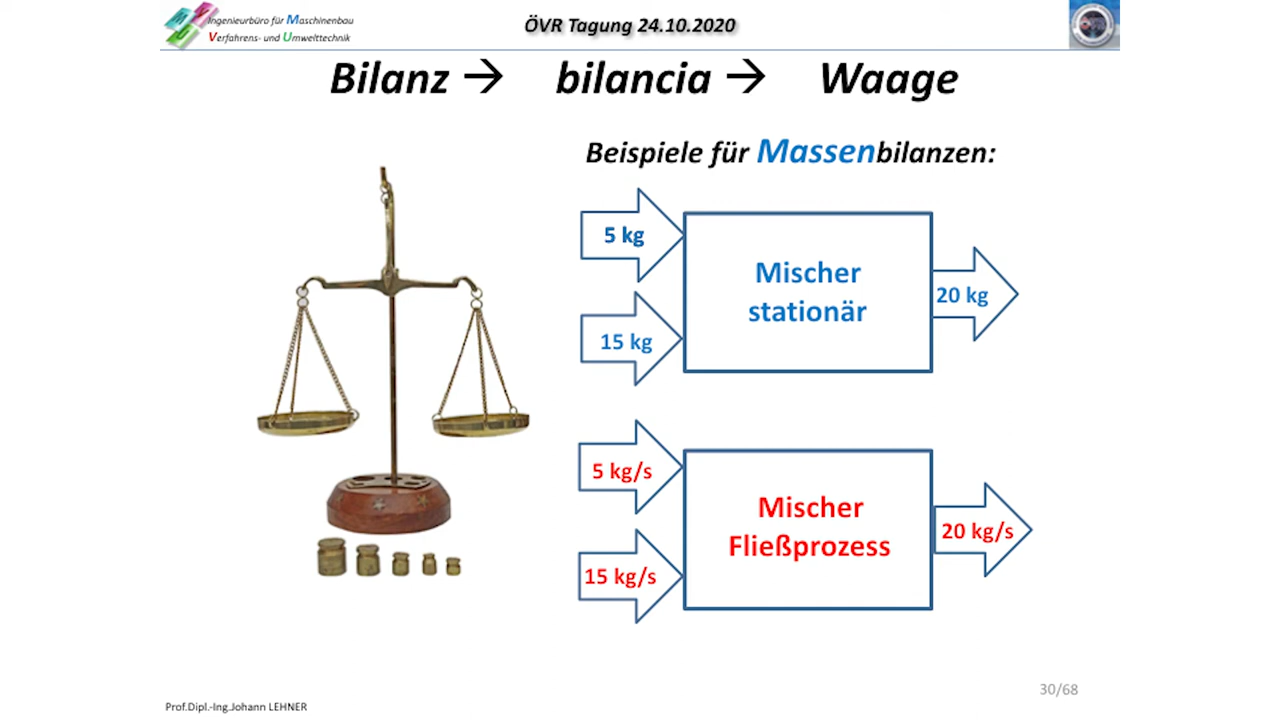 Ingenieurbüro für Maschinenbau
Verfahrens- und Umwelttechnik
ÖVR Tagung 24.10.2020
Bilanz → bilancia → Waage
Beispiele für Massenbilanzen:
5 kg
15 kg
Mischer
stationär
20 kg
5 kg/s
15 kg/s
Mischer
Fließprozess
20 kg/s
30/68
Prof.Dipl.-Ing.Johann LEHNER